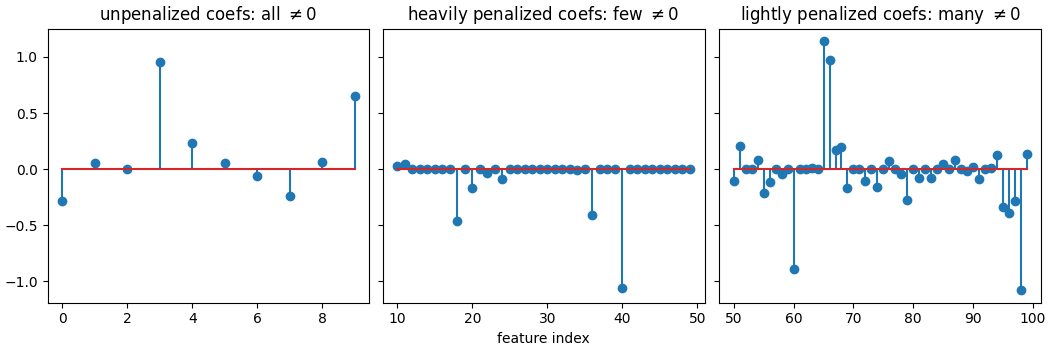 unpenalized coefs: all ≠0
heavily penalized coefs: few ≠0
lightly penalized coefs: many ≠0
1.0
0.5
0.0
−0.5
−1.0
0 2 4 6 8
10 20 30 40 50
50 60 70 80 90 100
feature index